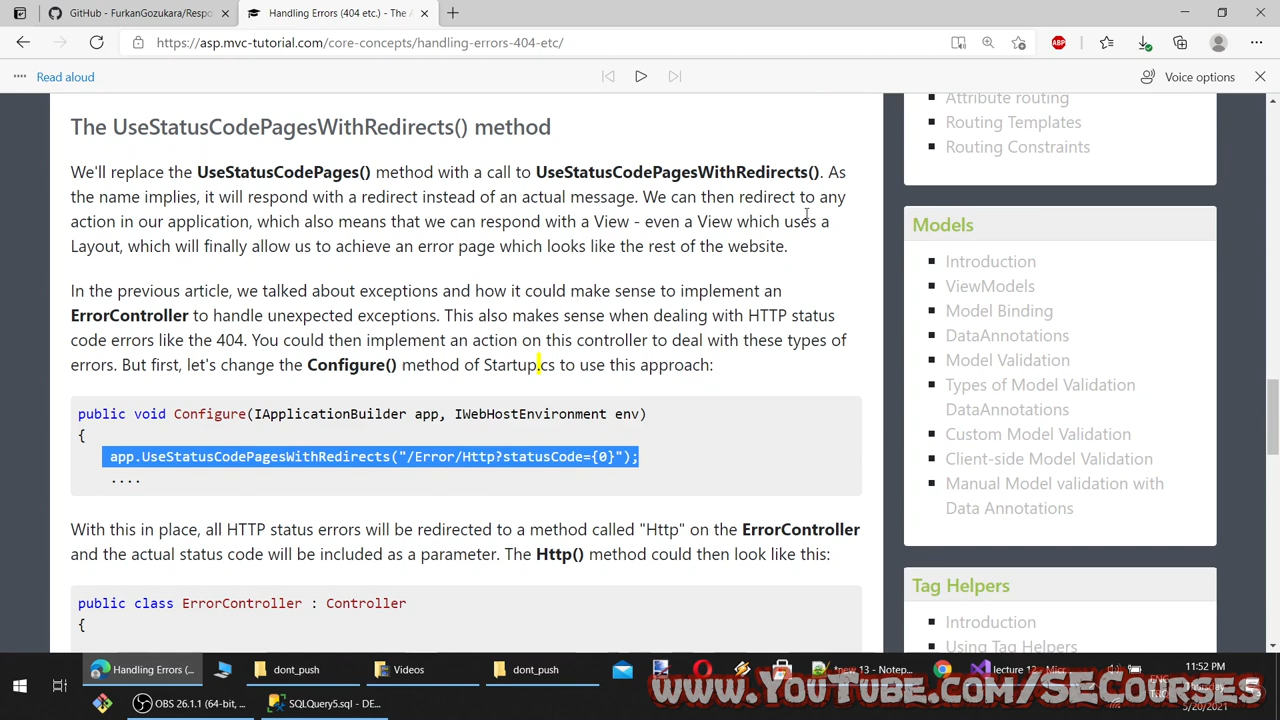 GitHub - FurkanGozukara/Respo
Handling Errors (404 etc.) - The A
https://asp.mvc-tutorial.com/core-concepts/handling-errors-404-etc/
ABP
Read aloud
Voice options
The UseStatusCodePagesWithRedirects() method
We'll replace the UseStatusCodePages() method with a call to UseStatusCodePagesWithRedirects(). As
the name implies, it will respond with a redirect instead of an actual message. We can then redirect to any
action in our application, which also means that we can respond with a View - even a View which uses a
Layout, which will finally allow us to achieve an error page which looks like the rest of the website.
In the previous article, we talked about exceptions and how it could make sense to implement an
ErrorController to handle unexpected exceptions. This also makes sense when dealing with HTTP status
code errors like the 404. You could then implement an action on this controller to deal with these types of
errors. But first, let's change the Configure() method of Startup.cs to use this approach:
public void Configure(IApplicationBuilder app, IWebHostEnvironment env)
{
app.UseStatusCodePagesWithRedirects("/Error/Http?statusCode={0}");
....
With this in place, all HTTP status errors will be redirected to a method called "Http" on the ErrorController
and the actual status code will be included as a parameter. The Http() method could then look like this:
public class ErrorController : Controller
{
Attribute routing
Routing Templates
Routing Constraints
Models
Introduction
ViewModels
Model Binding
DataAnnotations
Model Validation
Types of Model Validation
DataAnnotations
Custom Model Validation
Client-side Model Validation
Manual Model validation with
Data Annotations
Tag Helpers
Introduction
Using Tag Helpers
Handling Errors (...
dont_push
Videos
dont_push
*new 13 - Notep...
lecture 12 - Micr...
11:52 PM
ENG
Thursday
5/20/2021
OBS 26.1.1 (64-bit, ...
SQLQuery5.sql - DE...
www.YouTube.com/SECourses